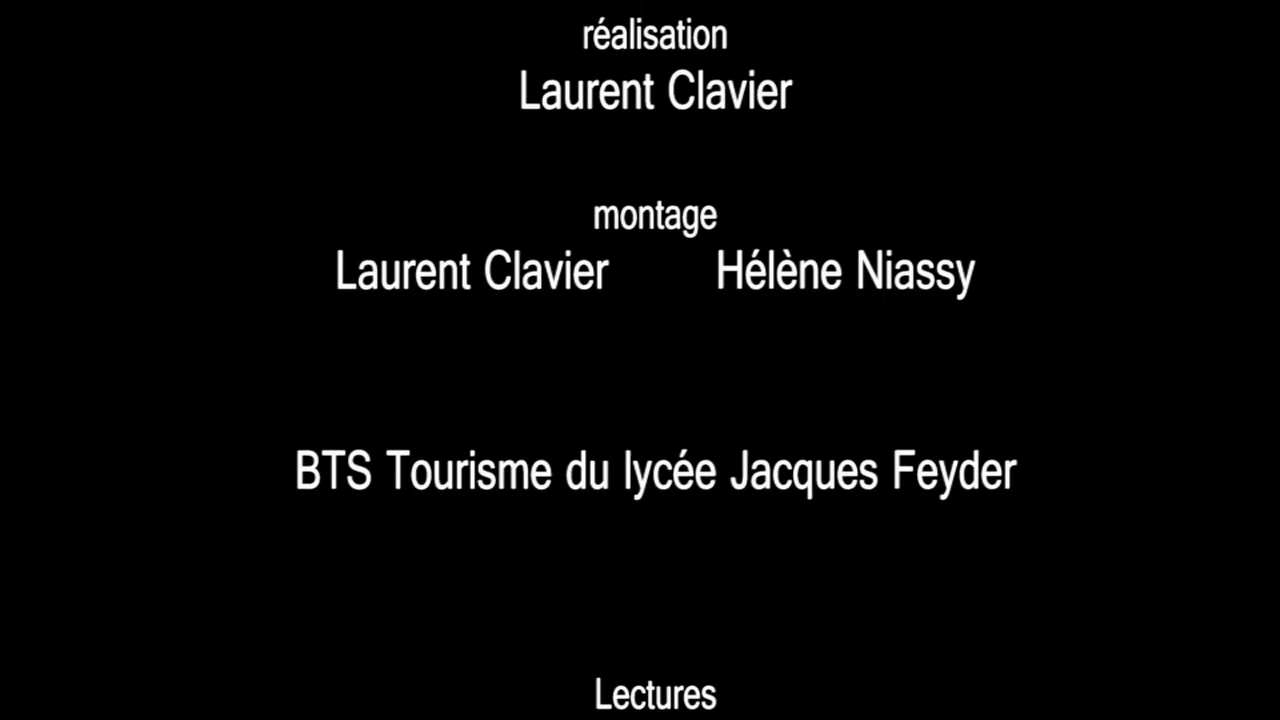 réalisation
Laurent Clavier
montage
Laurent Clavier Hélène Niassy
BTS Tourisme du lycée Jacques Feyder
Lectures